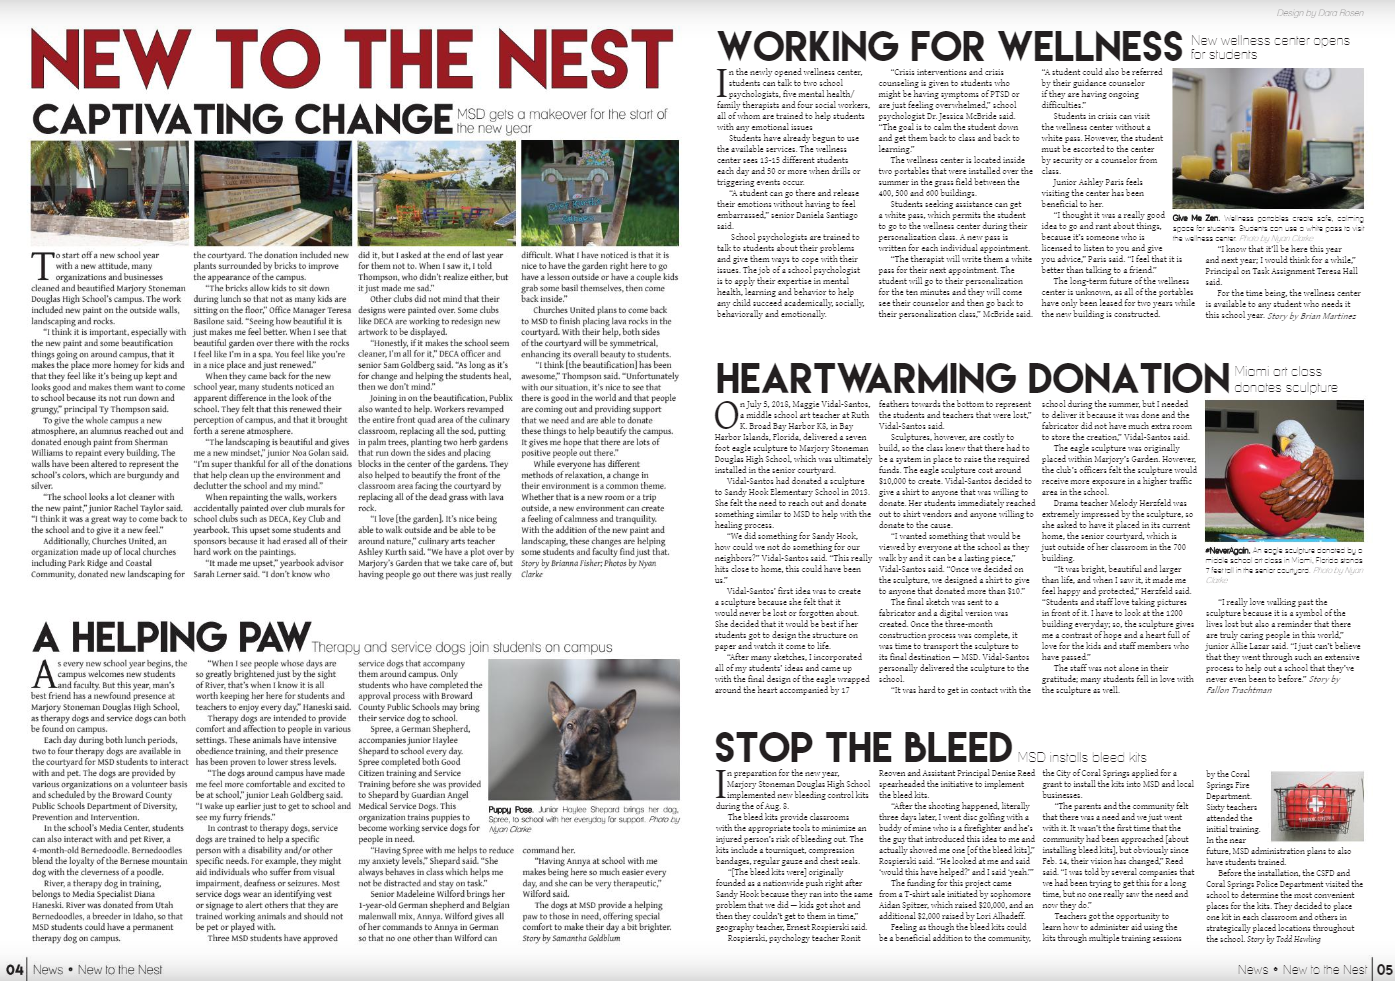 Design by Dara Rosen
NEW TO THE NEST
CAPTIVATING CHANGE
MSD gets a makeover for the start of
the new year
To start off a new school year
with a new attitude, many
organizations and businesses
cleaned and beautified Marjory Stoneman
Douglas High School's campus. The work
included new paint on the outside walls,
landscaping and rocks.
"I think it is important, especially with
the new paint and some beautification
things going on around campus, that it
makes the place more homey for kids and
that they feel like it's being up kept and
looks good and makes them want to come
to school because its not run down and
grungy," principal Ty Thompson said.
To give the whole campus a new
atmosphere, an alumnus reached out and
donated enough paint from Sherman
Williams to repaint every building. The
walls have been altered to represent the
school's colors, which are burgundy and
silver.
"The school looks a lot cleaner with
the new paint," junior Rachel Taylor said.
"I think it was a great way to come back to
the school and to give it a new feel."
Additionally, Churches United, an
organization made up of local churches
including Park Ridge and Coastal
Community, donated new landscaping for
the courtyard. The donation included new
plants surrounded by bricks to improve
the appearance of the campus.
"The bricks allow kids to sit down
during lunch so that not as many kids are
sitting on the floor," Office Manager Teresa
Basilone said. "Seeing how beautiful it is
just makes me feel better. When I see that
beautiful garden over there with the rocks
I feel like I'm in a spa. You feel like you're
in a nice place and just renewed."
When they came back for the new
school year, many students noticed an
apparent difference in the look of the
school. They felt that this renewed their
perception of campus, and that it brought
forth a serene atmosphere.
"The landscaping is beautiful and gives
me a new mindset," junior Noa Golan said.
"I'm super thankful for all of the donations
that help clean up the environment and
declutter the school and my mind."
When repainting the walls, workers
accidentally painted over club murals for
school clubs such as DECA, Key Club and
yearbook. This upset some students and
sponsors because it had erased all of their
hard work on the paintings.
"It made me upset," yearbook advisor
Sarah Lerner said. "I don't know who
did it, but I asked at the end of last year
for them not to. When I saw it, I told
Thompson, who didn't realize either, but
it just made me sad."
Other clubs did not mind that their
designs were painted over. Some clubs
like DECA are working to redesign new
artwork to be displayed.
"Honestly, if it makes the school seem
cleaner, I'm all for it," DECA officer and
senior Sam Goldberg said. "As long as it's
for change and helping the students heal,
then we don't mind."
Joining in on the beautification, Publix
also wanted to help. Workers revamped
the entire front quad area of the culinary
classroom, replacing all the sod, putting
in palm trees, planting two herb gardens
that run down the sides and placing
blocks in the center of the gardens. They
also helped to beautify the front of the
classroom area facing the courtyard by
replacing all of the dead grass with lava
rock.
"I love [the garden]. It's nice being
able to walk outside and be able to be
around nature," culinary arts teacher
Ashley Kurth said. "We have a plot over by
Marjory's Garden that we take care of, but
having people go out there was just really
difficult. What I have noticed is that it is
nice to have the garden right here to go
have a lesson outside or have a couple kids
grab some basil themselves, then come
back inside."
Churches United plans to come back
to MSD to finish placing lava rocks in the
courtyard. With their help, both sides
of the courtyard will be symmetrical,
enhancing its overall beauty to students.
"I think [the beautification] has been
awesome," Thompson said. "Unfortunately
with our situation, it's nice to see that
there is good in the world and that people
are coming out and providing support
that we need and are able to donate
these things to help beautify the campus.
It gives me hope that there are lots of
positive people out there."
While everyone has different
methods of relaxation, a change in
their environment is a common theme.
Whether that is a new room or a trip
outside, a new environment can create
a feeling of calmness and tranquility.
With the addition of the new paint and
landscaping, these changes are helping
some students and faculty find just that.
Story by Brianna Fisher; Photos by Nyan
Clarke
A HELPING PAW
Therapy and service dogs join students on campus
As every new school year begins, the
campus welcomes new students
and faculty. But this year, man's
best friend has a newfound presence at
Marjory Stoneman Douglas High School,
as therapy dogs and service dogs can both
be found on campus.
Each day during both lunch periods,
two to four therapy dogs are available in
the courtyard for MSD students to interact
with and pet. The dogs are provided by
various organizations on a volunteer basis
and scheduled by the Broward County
Public Schools Department of Diversity,
Prevention and Intervention.
In the school's Media Center, students
can also interact with and pet River, a
4-month-old Bernedoodle. Bernedoodles
blend the loyalty of the Bernese mountain
dog with the cleverness of a poodle.
River, a therapy dog in training,
belongs to Media Specialist Diana
Haneski. River was donated from Utah
Bernedoodles, a breeder in Idaho, so that
MSD students could have a permanent
therapy dog on campus.
"When I see people whose days are
so greatly brightened just by the sight
of River, that's when I know it is all
worth keeping her here for students and
teachers to enjoy every day," Haneski said.
Therapy dogs are intended to provide
comfort and affection to people in various
settings. These animals have intensive
obedience training, and their presence
has been proven to lower stress levels.
"The dogs around campus have made
me feel more comfortable and excited to
be at school," junior Leah Goldberg said.
"I wake up earlier just to get to school and
see my furry friends."
In contrast to therapy dogs, service
dogs are trained to help a specific
person with a disability and/or other
specific needs. For example, they might
aid individuals who suffer from visual
impairment, deafness or seizures. Most
service dogs wear an identifying vest
or signage to alert others that they are
trained working animals and should not
be pet or played with.
Three MSD students have approved
service dogs that accompany
them around campus. Only
students who have completed the
approval process with Broward
County Public Schools may bring
their service dog to school.
Spree, a German Shepherd,
accompanies junior Haylee
Shepard to school every day.
Spree completed both Good
Citizen training and Service
Training before she was provided
to Shepard by Guardian Angel
Medical Service Dogs. This
organization trains puppies to
become working service dogs for
people in need.
"Having Spree with me helps to reduce
my anxiety levels," Shepard said. "She
always behaves in class which helps me
not be distracted and stay on task."
Senior Madeleine Wilford brings her
1-year-old German shepherd and Belgian
malenwall mix, Annya. Wilford gives all
of her commands to Annya in German
so that no one other than Wilford can
Puppy Pose. Junior Haylee Shepard brings her dog,
Spree, to school with her everyday for support. Photo by
Nyan Clarke
command her.
"Having Annya at school with me
makes being here so much easier every
day, and she can be very therapeutic,"
Wilford said.
The dogs at MSD provide a helping
paw to those in need, offering special
comfort to make their day a bit brighter.
Story by Samantha Goldblum
WORKING FOR WELLNESS
New wellness center opens
for students
In the newly opened wellness center,
students can talk to two school
psychologists, five mental health/
family therapists and four social workers,
all of whom are trained to help students
with any emotional issues
Students have already begun to use
the available services. The wellness
center sees 13-15 different students
each day and 50 or more when drills or
triggering events occur.
"A student can go there and release
their emotions without having to feel
embarrassed," senior Daniela Santiago
said.
School psychologists are trained to
talk to students about their problems
and give them ways to cope with their
issues. The job of a school psychologist
is to apply their expertise in mental
health, learning and behavior to help
any child succeed academically, socially,
behaviorally and emotionally.
"Crisis interventions and crisis
counseling is given to students who
might be having symptoms of PTSD or
are just feeling overwhelmed," school
psychologist Dr. Jessica McBride said.
"The goal is to calm the student down
and get them back to class and back to
learning."
The wellness center is located inside
two portables that were installed over the
summer in the grass field between the
400, 500 and 600 buildings.
Students seeking assistance can get
a white pass, which permits the student
to go to the wellness center during their
personalization class. A new pass is
written for each individual appointment.
"The therapist will write them a white
pass for their next appointment. The
student will go to their personalization
for the ten minutes and they will come
see their counselor and then go back to
their personalization class," McBride said.
"A student could also be referred
by their guidance counselor
if they are having ongoing
difficulties."
Students in crisis can visit
the wellness center without a
white pass. However, the student
must be escorted to the center
by security or a counselor from
class.
Junior Ashley Paris feels
visiting the center has been
beneficial to her.
"I thought it was a really good
idea to go and rant about things,
because it's someone who is
licensed to listen to you and give
you advice," Paris said. "I feel that it is
better than talking to a friend."
The long-term future of the wellness
center is unknown, as all of the portables
have only been leased for two years while
the new building is constructed.
Give Me Zen. Wellness portables create safe, calming
space for students. Students can use a white pass to visit
the wellness center. Photo by Nyan Clarke
"I know that it'll be here this year
and next year; I would think for a while,"
Principal on Task Assignment Teresa Hall
said.
For the time being, the wellness center
is available to any student who needs it
this school year. Story by Brian Martinez
HEARTWARMING DONATION
Miami art class
donates sculpture
On July 5, 2018, Maggie Vidal-Santos,
a middle school art teacher at Ruth
K. Broad Bay Harbor K8, in Bay
Harbor Islands, Florida, delivered a seven
foot eagle sculpture to Marjory Stoneman
Douglas High School, which was ultimately
installed in the senior courtyard.
Vidal-Santos had donated a sculpture
to Sandy Hook Elementary School in 2013.
She felt the need to reach out and donate
something similar to MSD to help with the
healing process.
"We did something for Sandy Hook,
how could we not do something for our
neighbors?" Vidal-Santos said. "This really
hits close to home, this could have been
us."
Vidal-Santos' first idea was to create
a sculpture because she felt that it
would never be lost or forgotten about.
She decided that it would be best if her
students got to design the structure on
paper and watch it come to life.
"After many sketches, I incorporated
all of my students' ideas and came up
with the final design of the eagle wrapped
around the heart accompanied by 17
feathers towards the bottom to represent
the students and teachers that were lost,"
Vidal-Santos said.
Sculptures, however, are costly to
build, so the class knew that there had to
be a system in place to raise the required
funds. The eagle sculpture cost around
$10,000 to create. Vidal-Santos decided to
give a shirt to anyone that was willing to
donate. Her students immediately reached
out to shirt vendors and anyone willing to
donate to the cause.
"I wanted something that would be
viewed by everyone at the school as they
walk by and it can be a lasting piece,"
Vidal-Santos said. "Once we decided on
the sculpture, we designed a shirt to give
to anyone that donated more than $10."
The final sketch was sent to a
fabricator and a digital version was
created. Once the three-month
construction process was complete, it
was time to transport the sculpture to
its final destination — MSD. Vidal-Santos
personally delivered the sculpture to the
school.
"It was hard to get in contact with the
school during the summer, but I needed
to deliver it because it was done and the
fabricator did not have much extra room
to store the creation," Vidal-Santos said.
The eagle sculpture was originally
placed within Marjory's Garden. However,
the club's officers felt the sculpture would
receive more exposure in a higher traffic
area in the school.
Drama teacher Melody Herzfeld was
extremely impressed by the sculpture, so
she asked to have it placed in its current
home, the senior courtyard, which is
just outside of her classroom in the 700
building.
"It was bright, beautiful and larger
than life, and when I saw it, it made me
feel happy and protected," Herzfeld said.
"Students and staff love taking pictures
in front of it. I have to look at the 1200
building everyday; so, the sculpture gives
me a contrast of hope and a heart full of
love for the kids and staff members who
have passed."
The staff was not alone in their
gratitude; many students fell in love with
the sculpture as well.
#NeverAgain. An eagle sculpture donated by a
middle school art class in Miami, Florida stands
7 feet tall in the senior courtyard. Photo by Nyan
Clarke
"I really love walking past the
sculpture because it is a symbol of the
lives lost but also a reminder that there
are truly caring people in this world,"
junior Allie Lazar said. "I just can't believe
that they went through such an extensive
process to help out a school that they've
never even been to before." Story by
Fallon Trachtman
STOP THE BLEED
MSD installs bleed kits
In preparation for the new year,
Marjory Stoneman Douglas High School
implemented new bleeding control kits
during the of Aug. 8.
The bleed kits provide classrooms
with the appropriate tools to minimize an
injured person's risk of bleeding out. The
kits include a tourniquet, compression
bandages, regular gauze and chest seals.
"[The bleed kits were] originally
founded as a nationwide push right after
Sandy Hook because they ran into the same
problem that we did — kids got shot and
then they couldn't get to them in time,"
geography teacher, Ernest Rospierski said.
Rospierski, psychology teacher Ronit
Reoven and Assistant Principal Denise Reed
spearheaded the initiative to implement
the bleed kits.
"After the shooting happened, literally
three days later, I went disc golfing with a
buddy of mine who is a firefighter and he's
the guy that introduced this idea to me and
actually showed me one [of the bleed kits],"
Rospierski said. "He looked at me and said
'would this have helped?' and I said 'yeah.'"
The funding for this project came
from a T-shirt sale initiated by sophomore
Aidan Spitzer, which raised $20,000, and an
additional $2,000 raised by Lori Alhadeff.
Feeling as though the bleed kits could
be a beneficial addition to the community,
the City of Coral Springs applied for a
grant to install the kits into MSD and local
businesses.
"The parents and the community felt
that there was a need and we just went
with it. It wasn't the first time that the
community had been approached [about
installing bleed kits], but obviously since
Feb. 14, their vision has changed," Reed
said. "I was told by several companies that
we had been trying to get this for a long
time, but no one really saw the need and
now they do."
Teachers got the opportunity to
learn how to administer aid using the
kits through multiple training sessions
by the Coral
Springs Fire
Department.
Sixty teachers
attended the
initial training.
In the near
future, MSD administration plans to also
have students trained.
Before the installation, the CSFD and
Coral Springs Police Department visited the
school to determine the most convenient
places for the kits. They decided to place
one kit in each classroom and others in
strategically placed locations throughout
the school. Story by Todd Hewling
04 News • New to the Nest
News • New to the Nest 05